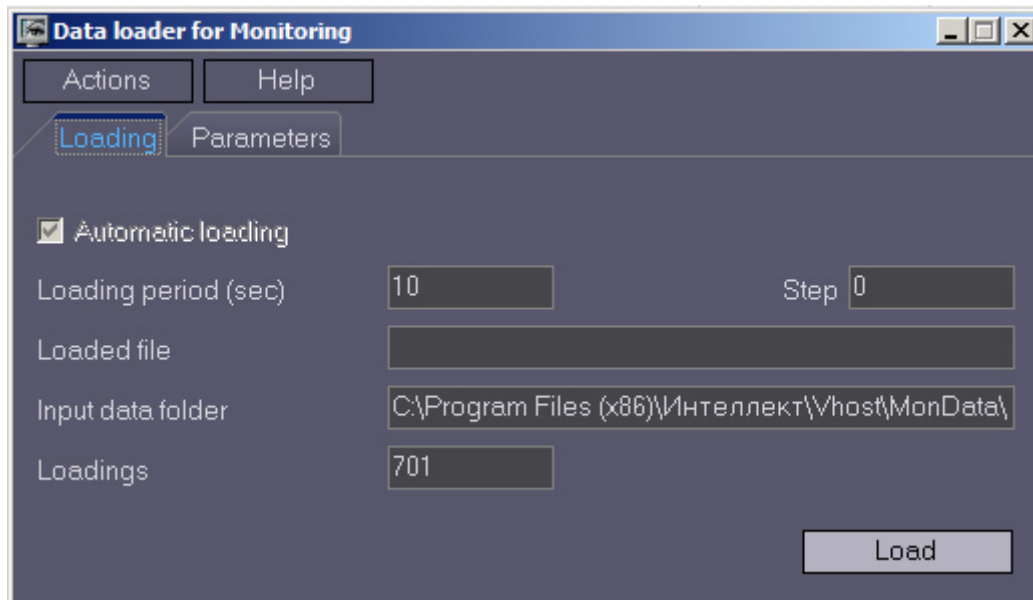 Data loader for Monitoring
Actions Help
Loading Parameters
Automatic loading
Loading period (sec) 10 Step 0
Loaded file
Input data folder C:\Program Files (x86)\Интеллект\Vhost\MonData\
Loadings 701
Load